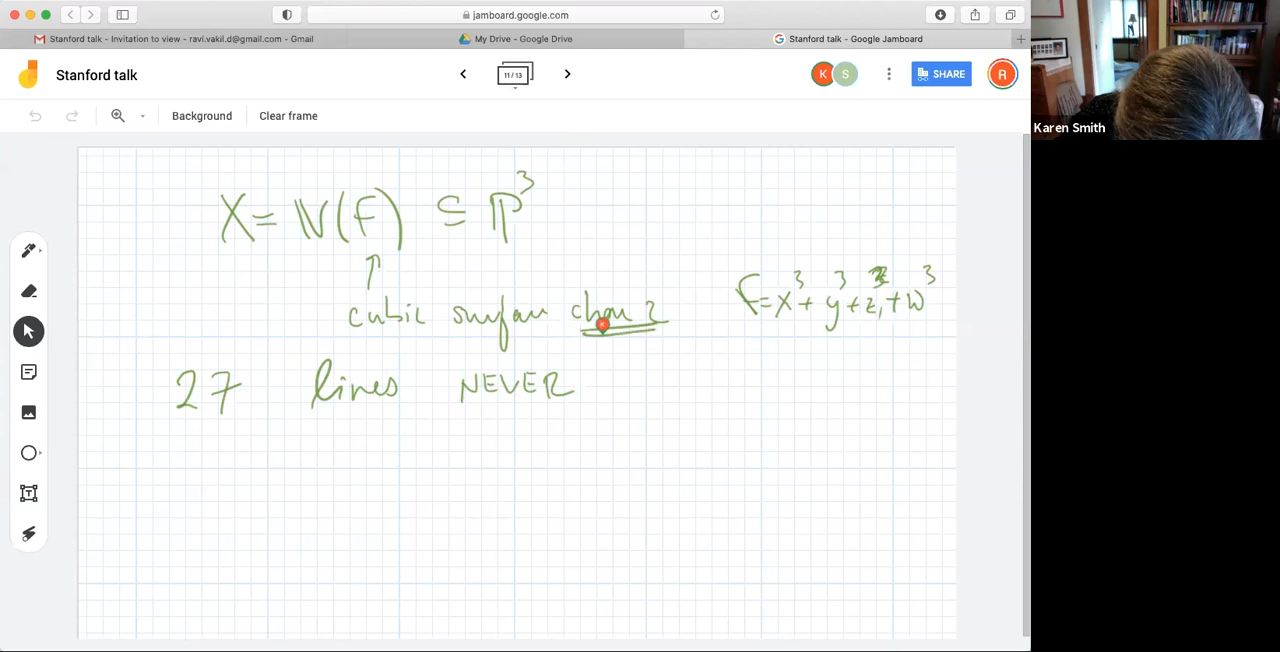 jamboard.google.com
Stanford talk - Invitation to view - ravi.vakil.d@gmail.com - Gmail
My Drive - Google Drive
Stanford talk - Google Jamboard
Stanford talk
11 / 13
K
S
SHARE
R
Background
Clear frame
Karen Smith
X = V(F) ⊆ P³
↑
cubic surface char 2
F = x³ + y³ + z³ + w³
27 lines NEVER